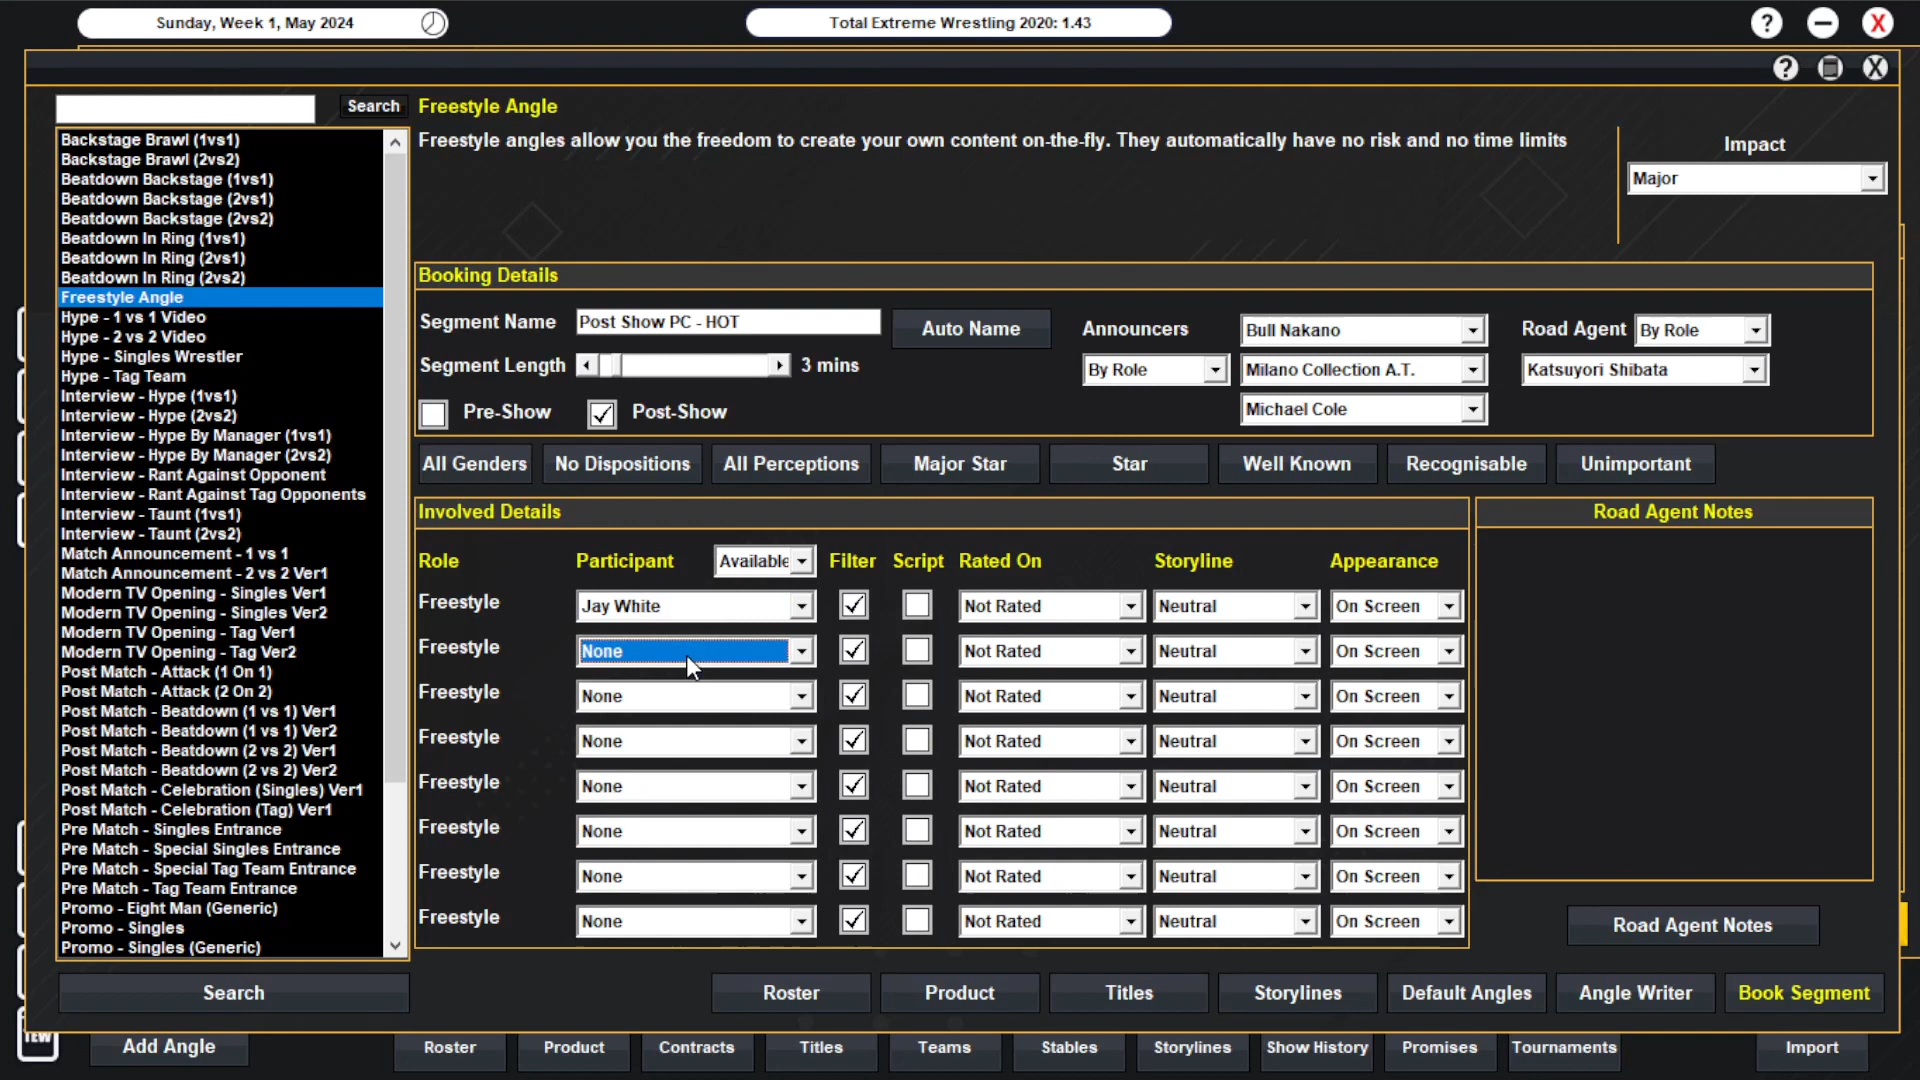 Sunday, Week 1, May 2024
Total Extreme Wrestling 2020: 1.43
?
X
?
X
Search
Freestyle Angle
Freestyle angles allow you the freedom to create your own content on-the-fly. They automatically have no risk and no time limits
Impact
Major
Backstage Brawl (1vs1)
Backstage Brawl (2vs2)
Beatdown Backstage (1vs1)
Beatdown Backstage (2vs1)
Beatdown Backstage (2vs2)
Beatdown In Ring (1vs1)
Beatdown In Ring (2vs1)
Beatdown In Ring (2vs2)
Freestyle Angle
Hype - 1 vs 1 Video
Hype - 2 vs 2 Video
Hype - Singles Wrestler
Hype - Tag Team
Interview - Hype (1vs1)
Interview - Hype (2vs2)
Interview - Hype By Manager (1vs1)
Interview - Hype By Manager (2vs2)
Interview - Rant Against Opponent
Interview - Rant Against Tag Opponents
Interview - Taunt (1vs1)
Interview - Taunt (2vs2)
Match Announcement - 1 vs 1
Match Announcement - 2 vs 2 Ver1
Modern TV Opening - Singles Ver1
Modern TV Opening - Singles Ver2
Modern TV Opening - Tag Ver1
Modern TV Opening - Tag Ver2
Post Match - Attack (1 On 1)
Post Match - Attack (2 On 2)
Post Match - Beatdown (1 vs 1) Ver1
Post Match - Beatdown (1 vs 1) Ver2
Post Match - Beatdown (2 vs 2) Ver1
Post Match - Beatdown (2 vs 2) Ver2
Post Match - Celebration (Singles) Ver1
Post Match - Celebration (Tag) Ver1
Pre Match - Singles Entrance
Pre Match - Special Singles Entrance
Pre Match - Special Tag Team Entrance
Pre Match - Tag Team Entrance
Promo - Eight Man (Generic)
Promo - Singles
Promo - Singles (Generic)
Search
Booking Details
Segment Name Post Show PC - HOT Auto Name Announcers Bull Nakano Road Agent By Role
Segment Length 3 mins By Role Milano Collection A.T. Katsuyori Shibata
Pre-Show Post-Show Michael Cole
All Genders No Dispositions All Perceptions Major Star Star Well Known Recognisable Unimportant
Involved Details
Road Agent Notes
Role Participant Available Filter Script Rated On Storyline Appearance
Freestyle Jay White Not Rated Neutral On Screen
Freestyle None Not Rated Neutral On Screen
Freestyle None Not Rated Neutral On Screen
Freestyle None Not Rated Neutral On Screen
Freestyle None Not Rated Neutral On Screen
Freestyle None Not Rated Neutral On Screen
Freestyle None Not Rated Neutral On Screen
Freestyle None Not Rated Neutral On Screen
Road Agent Notes
Roster Product Titles Storylines Default Angles Angle Writer Book Segment
TEW
Add Angle Roster Product Contracts Titles Teams Stables Storylines Show History Promises Tournaments Import